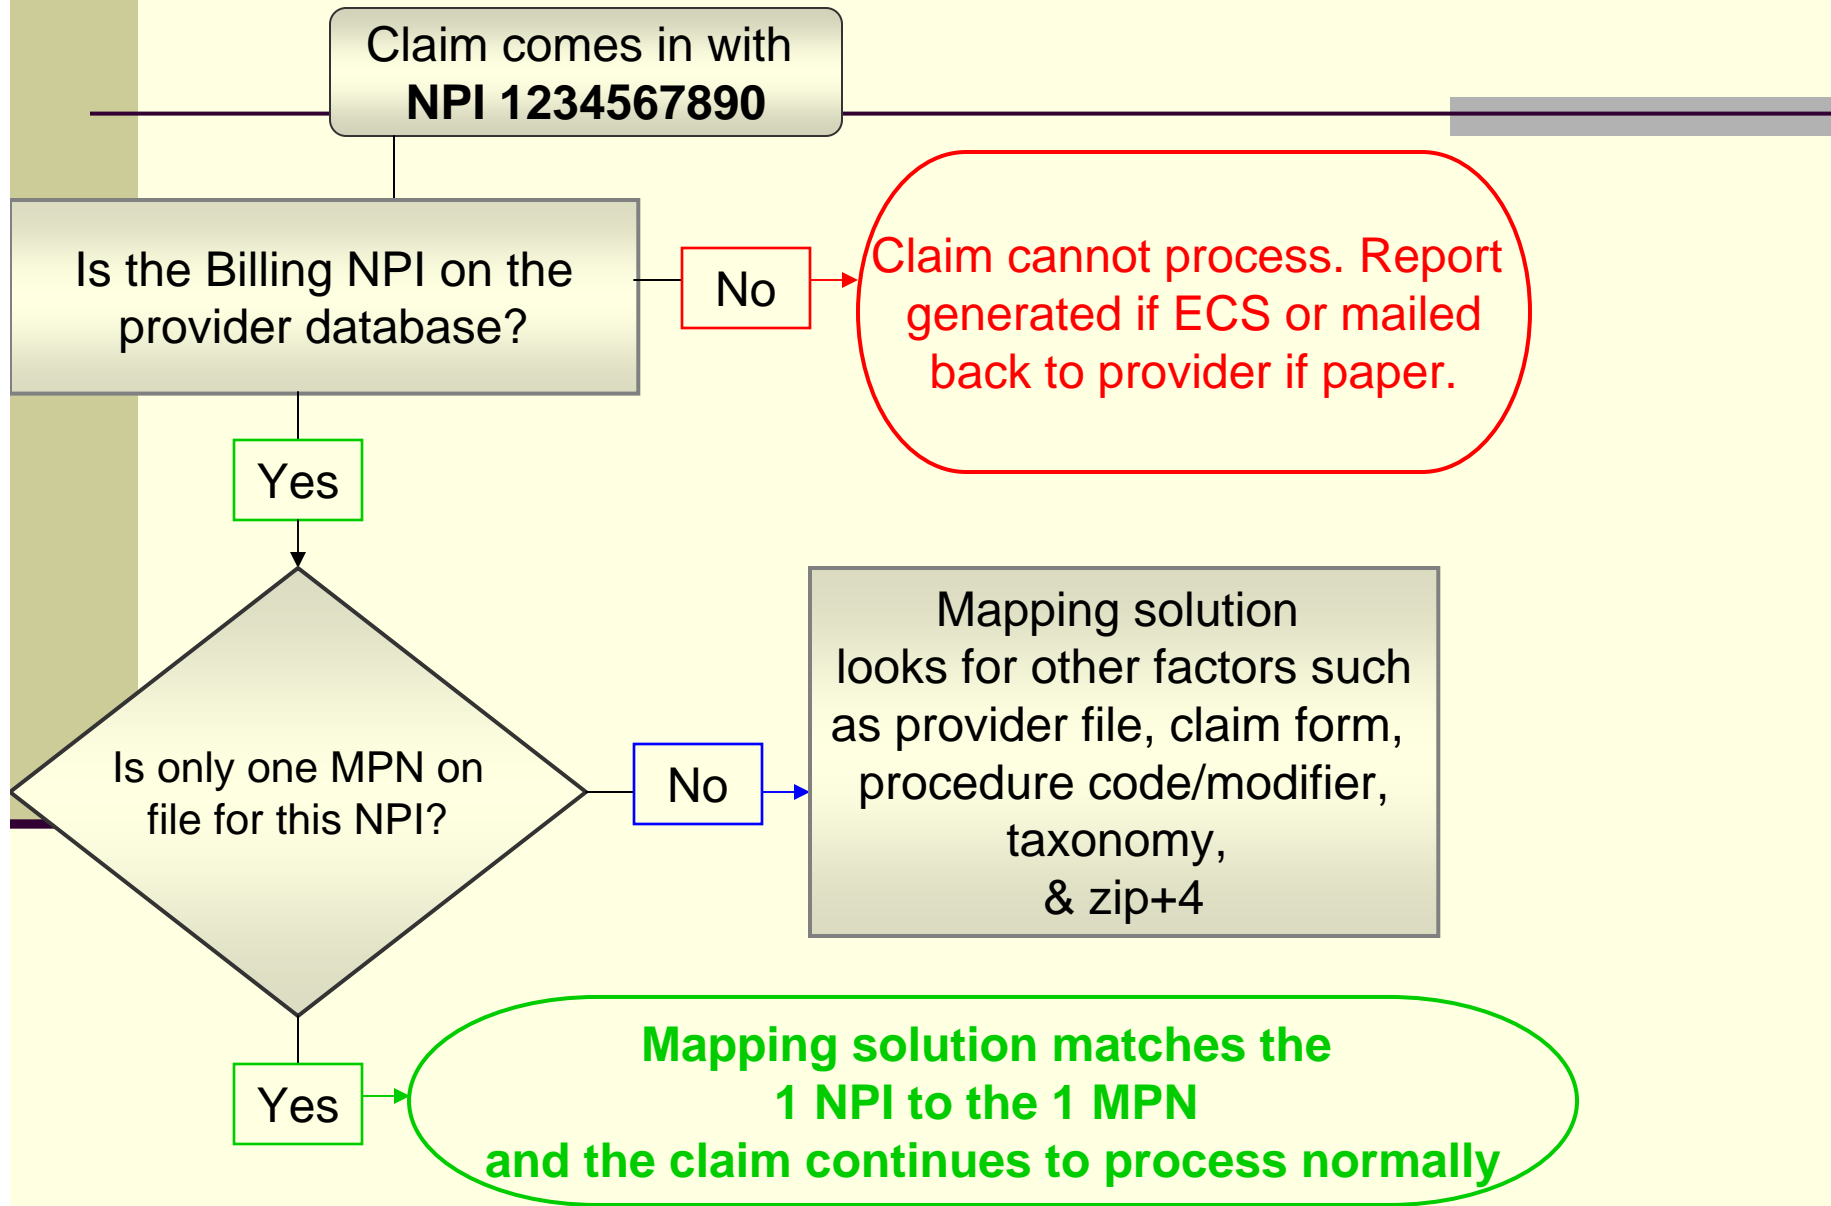 Claim comes in with
NPI 1234567890
Is the Billing NPI on the
provider database?
No
Claim cannot process. Report
generated if ECS or mailed
back to provider if paper.
Yes
Is only one MPN on
file for this NPI?
No
Mapping solution
looks for other factors such
as provider file, claim form,
procedure code/modifier,
taxonomy,
& zip+4
Yes
Mapping solution matches the
1 NPI to the 1 MPN
and the claim continues to process normally